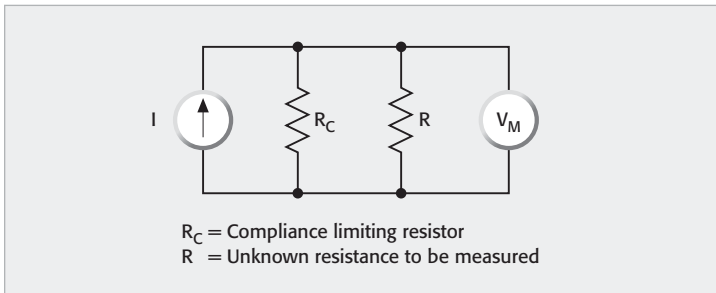 I
R_C
R
V_M
R_C = Compliance limiting resistor
R = Unknown resistance to be measured